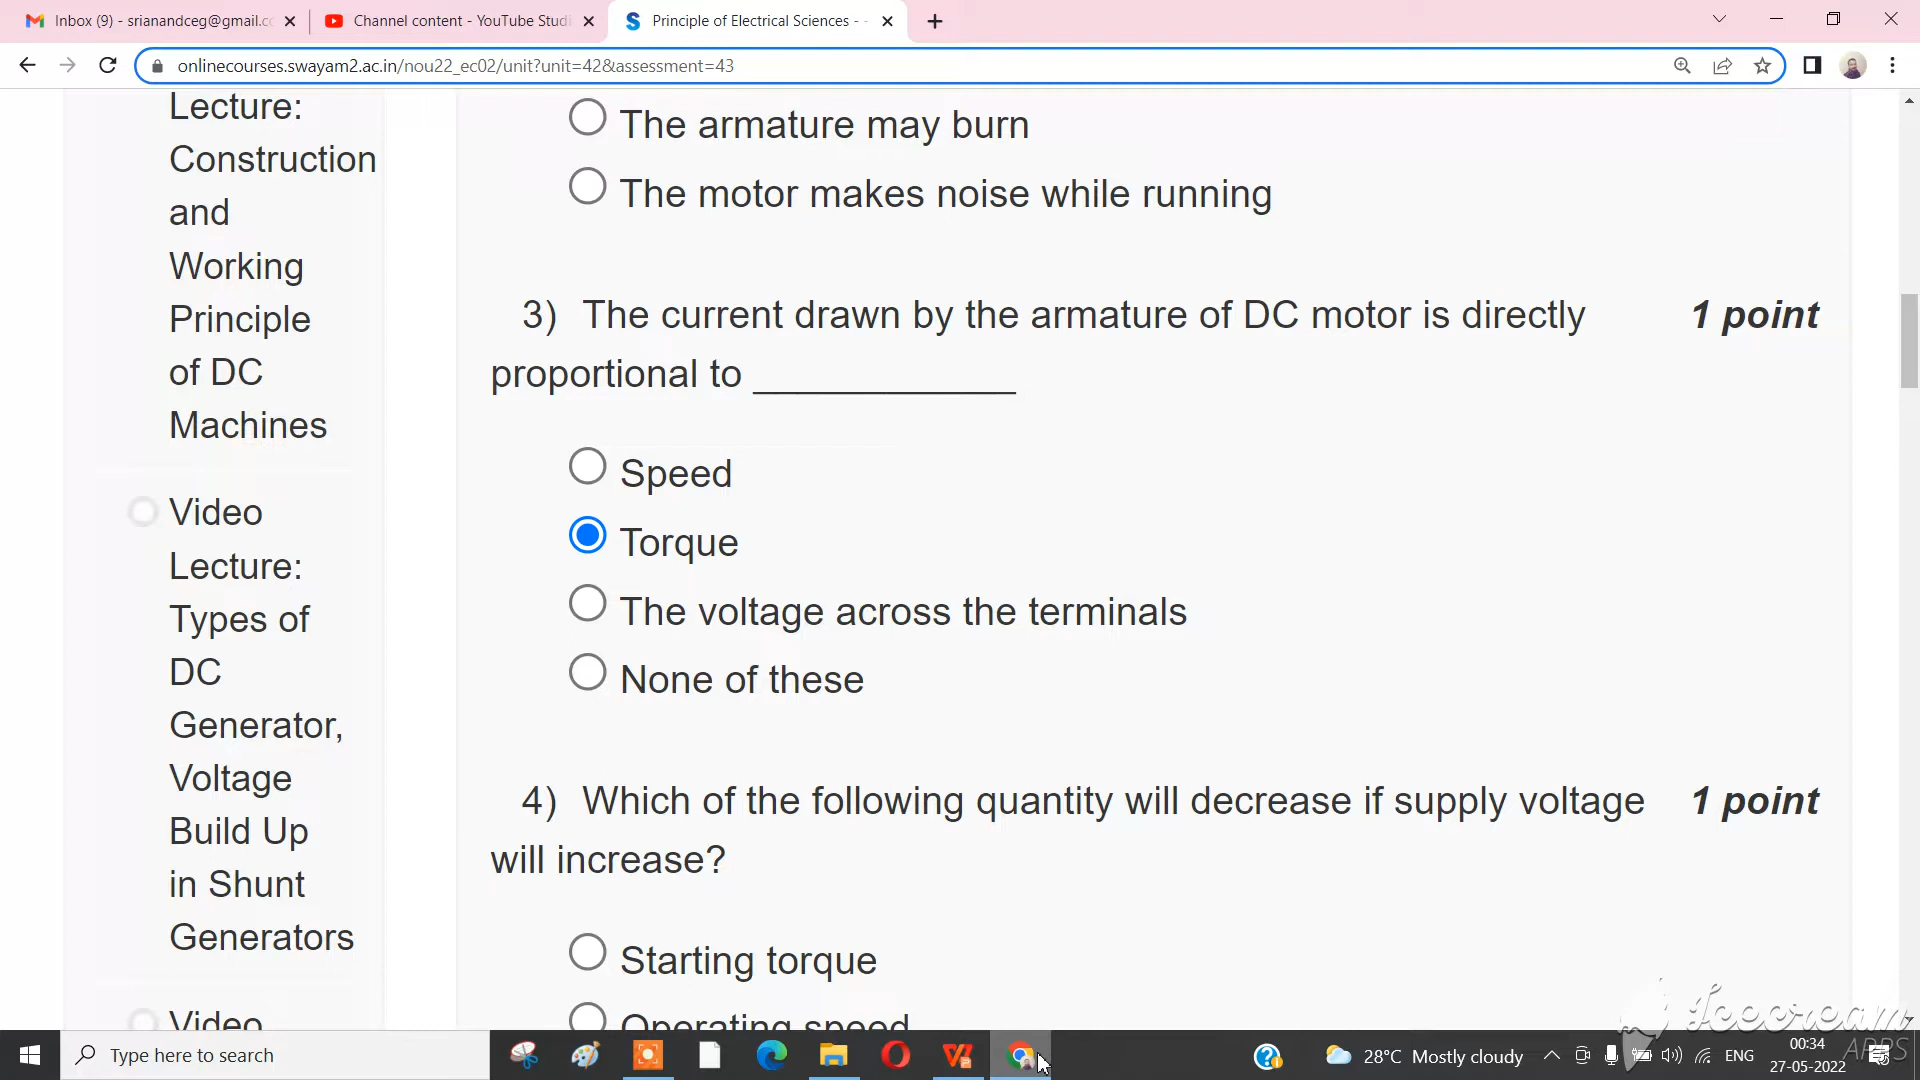 Inbox (9) - srianandceg@gmail.c
Channel content - YouTube Studi
Principle of Electrical Sciences - -
onlinecourses.swayam2.ac.in/nou22_ec02/unit?unit=42&assessment=43
Lecture:
Construction
and
Working
Principle
of DC
Machines
Video
Lecture:
Types of
DC
Generator,
Voltage
Build Up
in Shunt
Generators
Video
The armature may burn
The motor makes noise while running
3) The current drawn by the armature of DC motor is directly 1 point
proportional to ____________
Speed
Torque
The voltage across the terminals
None of these
4) Which of the following quantity will decrease if supply voltage 1 point
will increase?
Starting torque
Operating speed
Icecream
APPS
Type here to search
28°C Mostly cloudy
ENG
00:34
27-05-2022